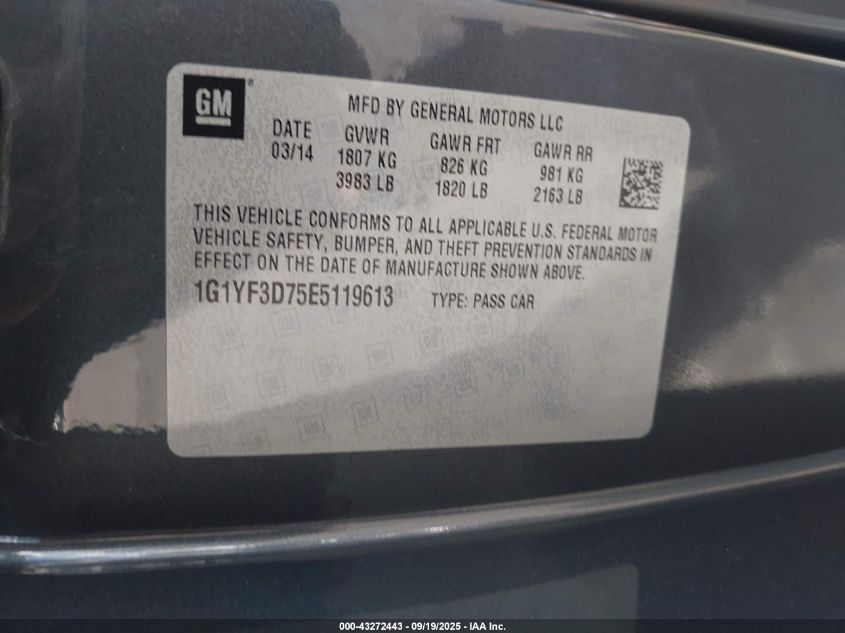 GM ®
MFD BY GENERAL MOTORS LLC
DATE GVWR GAWR FRT GAWR RR
03/14 1807 KG 826 KG 981 KG
3983 LB 1820 LB 2163 LB
THIS VEHICLE CONFORMS TO ALL APPLICABLE U.S. FEDERAL MOTOR
VEHICLE SAFETY, BUMPER, AND THEFT PREVENTION STANDARDS IN
EFFECT ON THE DATE OF MANUFACTURE SHOWN ABOVE.
1G1YF3D75E5119613 TYPE: PASS CAR
000-43272443 - 09/19/2025 - IAA Inc.